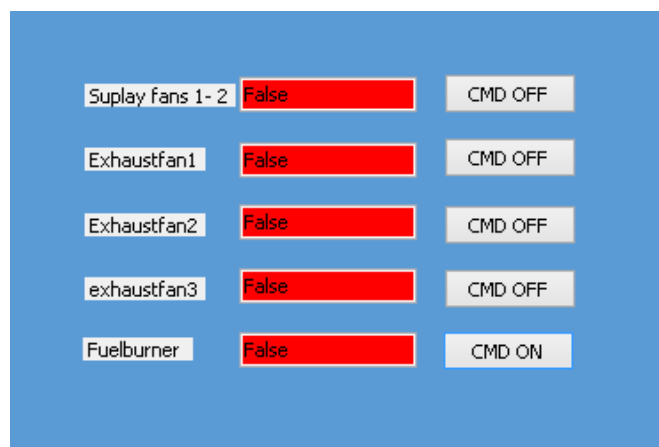 Suplay fans 1- 2 False CMD OFF
Exhaustfan1 False CMD OFF
Exhaustfan2 False CMD OFF
exhaustfan3 False CMD OFF
Fuelburner False CMD ON